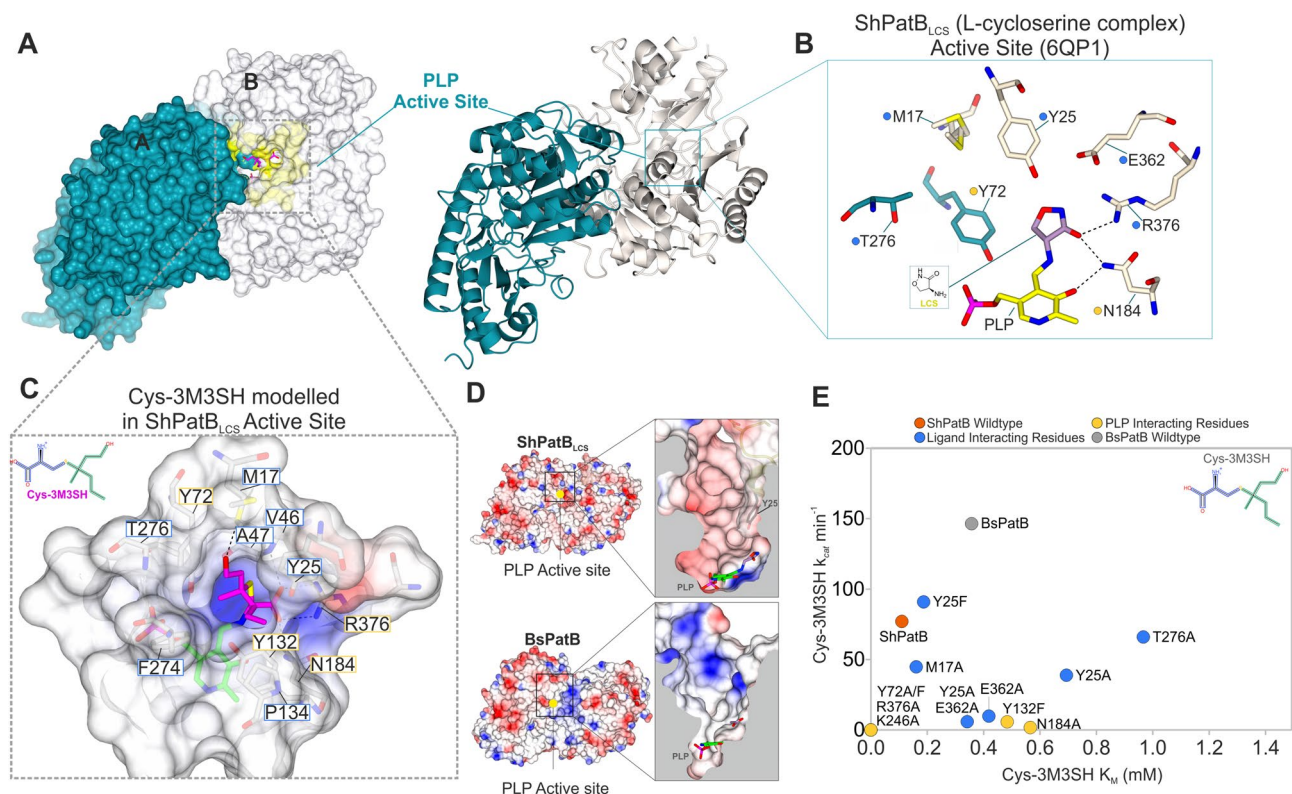 A
A
B
PLP
Active Site
B
ShPatB LCS (L-cycloserine complex)
Active Site (6QP1)
M17
Y25
E362
Y72
T276
R376
LCS
PLP
N184
C
Cys-3M3SH modelled
in ShPatB LCS Active Site
Cys-3M3SH
M17
Y72
V46
T276
A47
Y25
R376
Y132
F274
N184
P134
D
ShPatB LCS
PLP Active site
Y25
PLP
BsPatB
PLP Active site
PLP
E
ShPatB Wildtype
PLP Interacting Residues
Ligand Interacting Residues
BsPatB Wildtype
Cys-3M3SH
Cys-3M3SH kcat min-1
200
150
100
50
0
BsPatB
Y25F
ShPatB
T276A
M17A
Y25A
Y72A/F
R376A
K246A
Y25A
E362A
E362A
Y132F
N184A
0.0
0.2
0.4
0.6
0.8
1.0
1.2
1.4
Cys-3M3SH KM (mM)